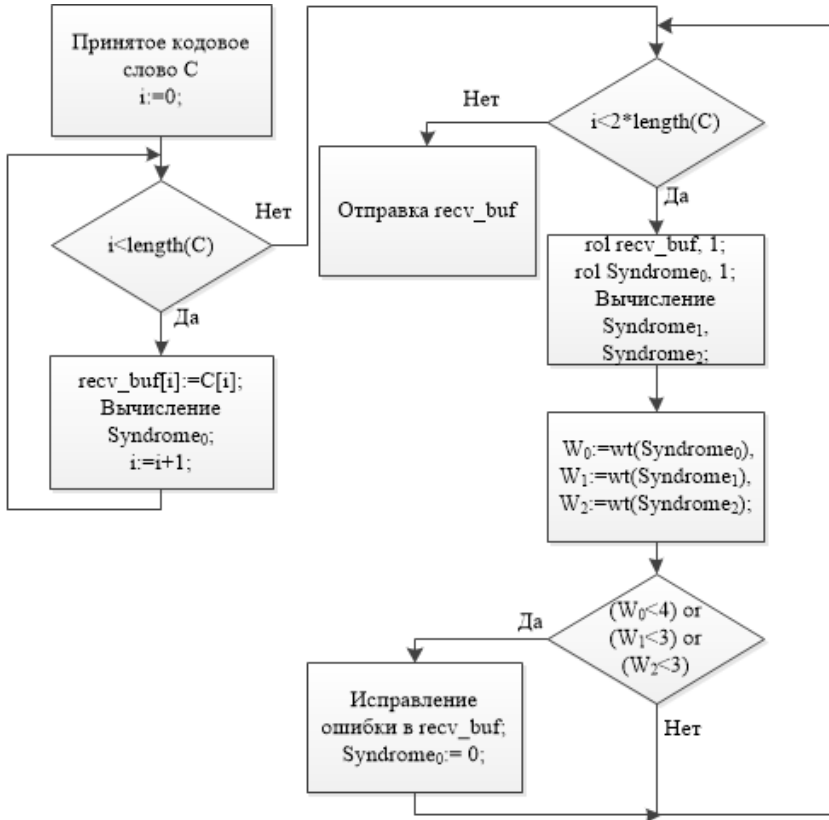 Принятое кодовое
слово C
i:=0;
i<length(C)
Нет
Да
recv_buf[i]:=C[i];
Вычисление
Syndrome₀;
i:=i+1;
i<2*length(C)
Нет
Отправка recv_buf
Да
rol recv_buf, 1;
rol Syndrome₀, 1;
Вычисление
Syndrome₁,
Syndrome₂;
W₀:=wt(Syndrome₀),
W₁:=wt(Syndrome₁),
W₂:=wt(Syndrome₂);
(W₀<4) or
(W₁<3) or
(W₂<3)
Да
Исправление
ошибки в recv_buf;
Syndrome₀:= 0;
Нет